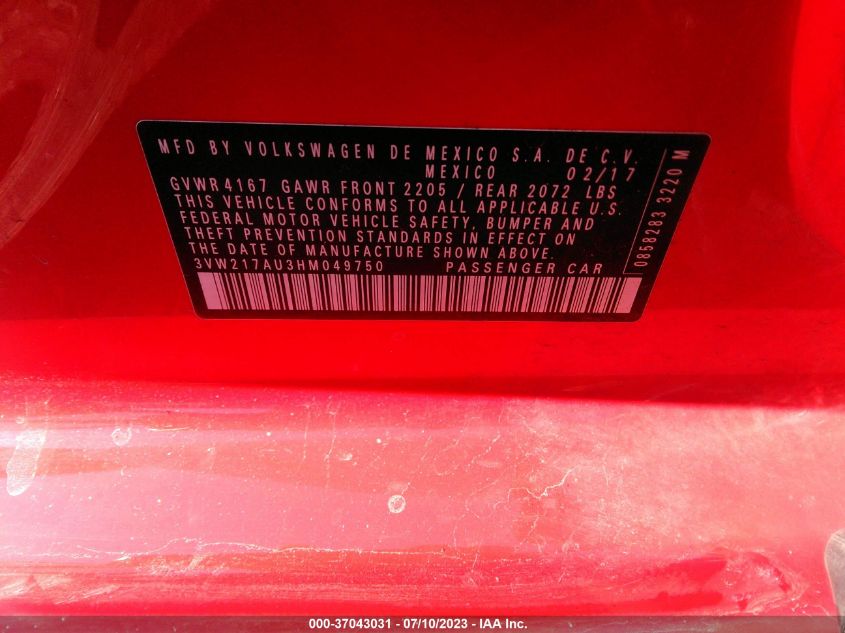 MFD BY VOLKSWAGEN DE MEXICO S.A. DE C.V.
MEXICO 02/17
GVWR 4167 GAWR FRONT 2205 / REAR 2072 LBS
THIS VEHICLE CONFORMS TO ALL APPLICABLE U.S.
FEDERAL MOTOR VEHICLE SAFETY, BUMPER AND
THEFT PREVENTION STANDARDS IN EFFECT ON
THE DATE OF MANUFACTURE SHOWN ABOVE.
3VW217AU3HM049750 PASSENGER CAR
0858283 3220 M
000-37043031 - 07/10/2023 - IAA Inc.